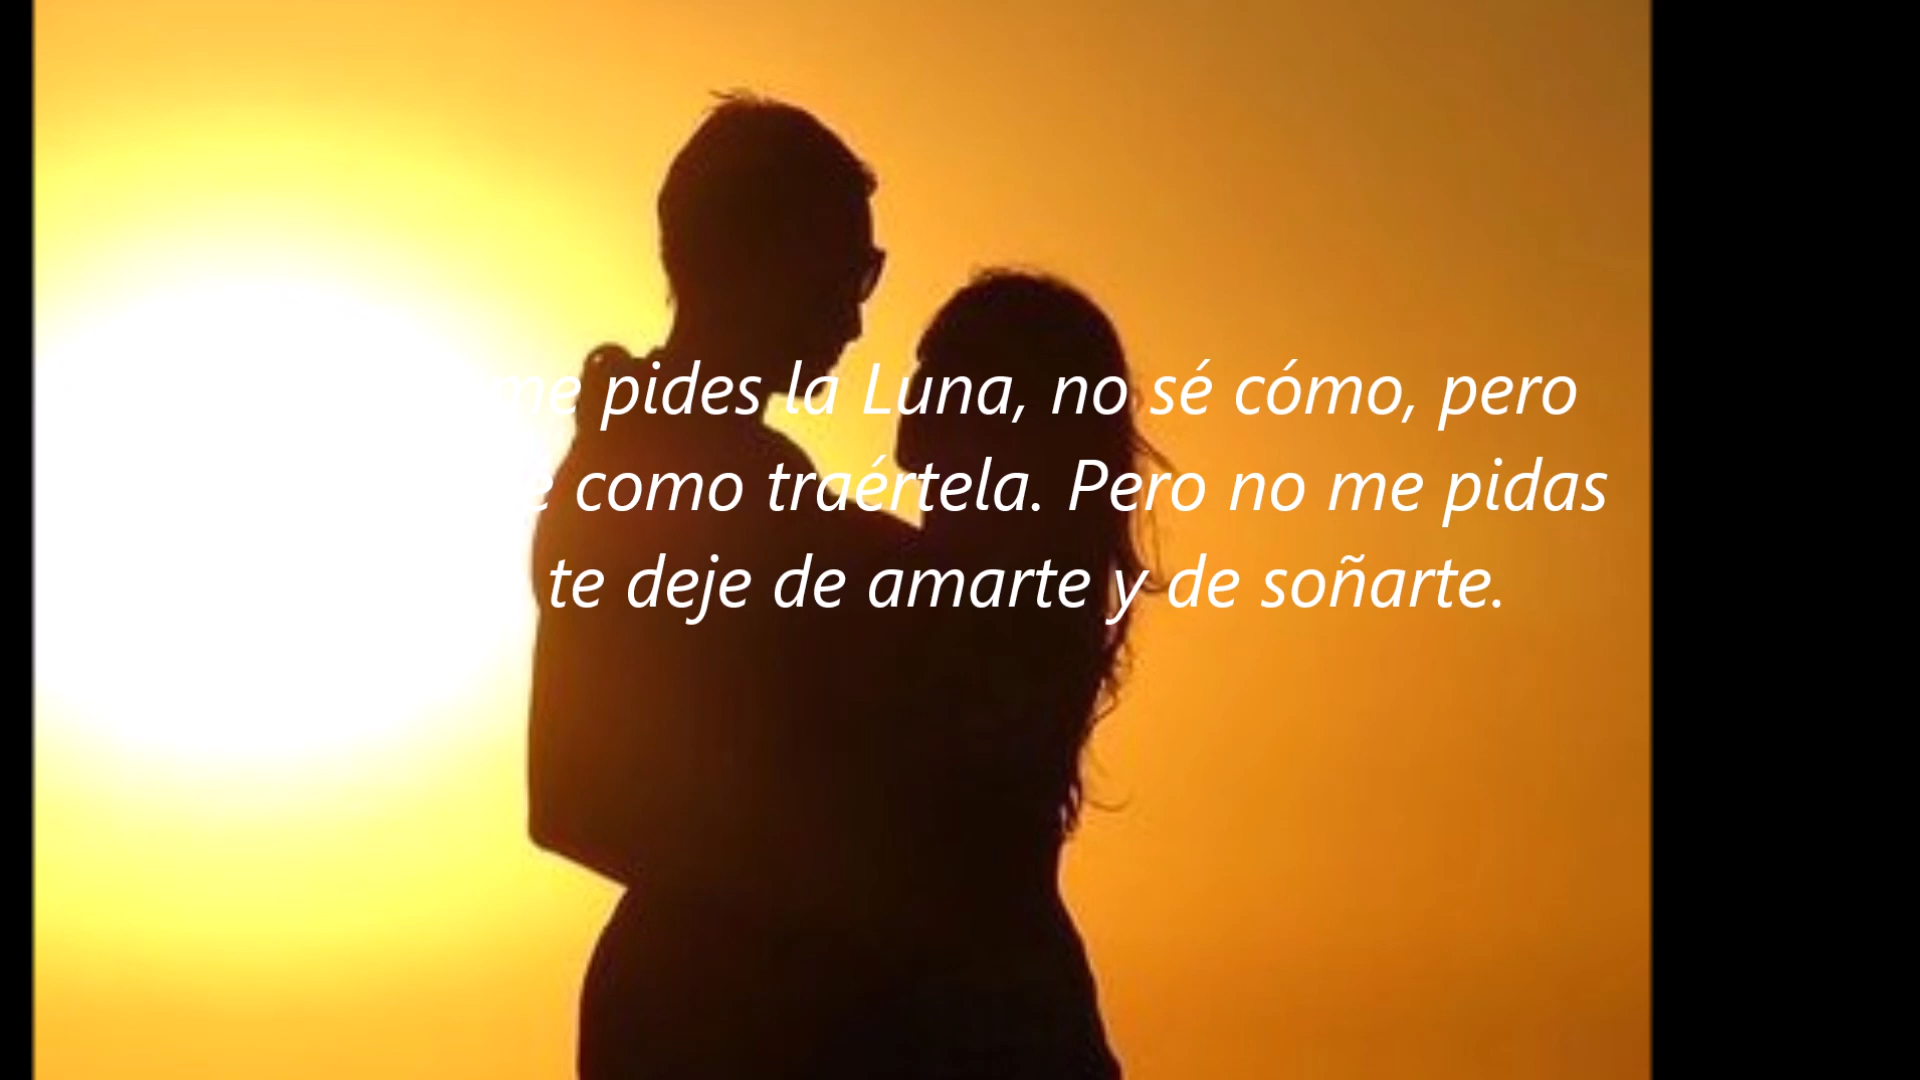 me pides la Luna, no sé cómo, pero
como traértela. Pero no me pidas
te deje de amarte y de soñarte.